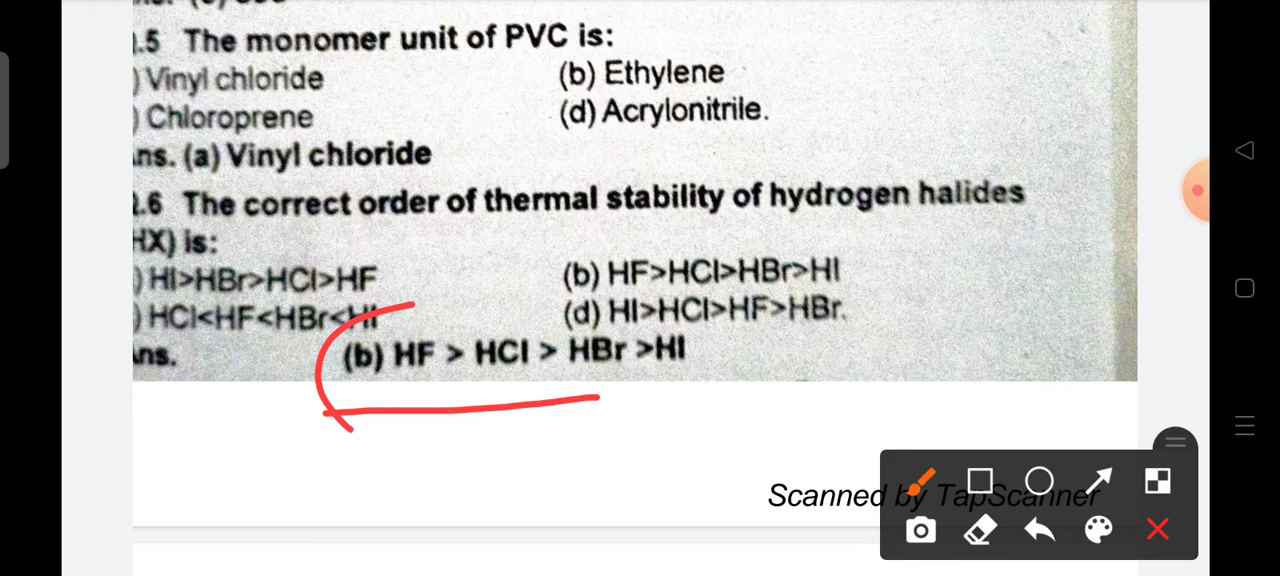 .5 The monomer unit of PVC is:
) Vinyl chloride (b) Ethylene
) Chloroprene (d) Acrylonitrile.
ns. (a) Vinyl chloride
.6 The correct order of thermal stability of hydrogen halides
HX) is:
) HI>HBr>HCl>HF (b) HF>HCl>HBr>HI
) HCl<HF<HBr<HI (d) HI>HCl>HF>HBr.
ns. (b) HF > HCl > HBr >HI
Scanned by TapScanner